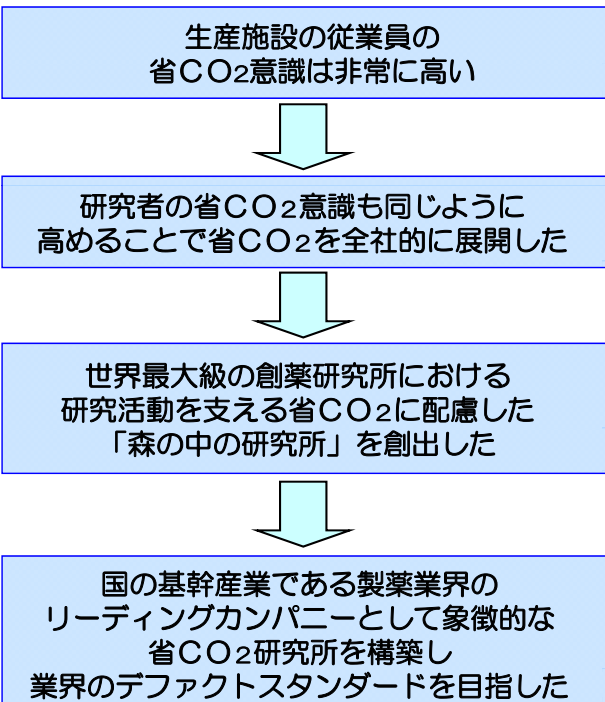 生産施設の従業員の
省CO2意識は非常に高い
研究者の省CO2意識も同じように
高めることで省CO2を全社的に展開した
世界最大級の創薬研究所における
研究活動を支える省CO2に配慮した
「森の中の研究所」を創出した
国の基幹産業である製薬業界の
リーディングカンパニーとして象徴的な
省CO2研究所を構築し
業界のデファクトスタンダードを目指した